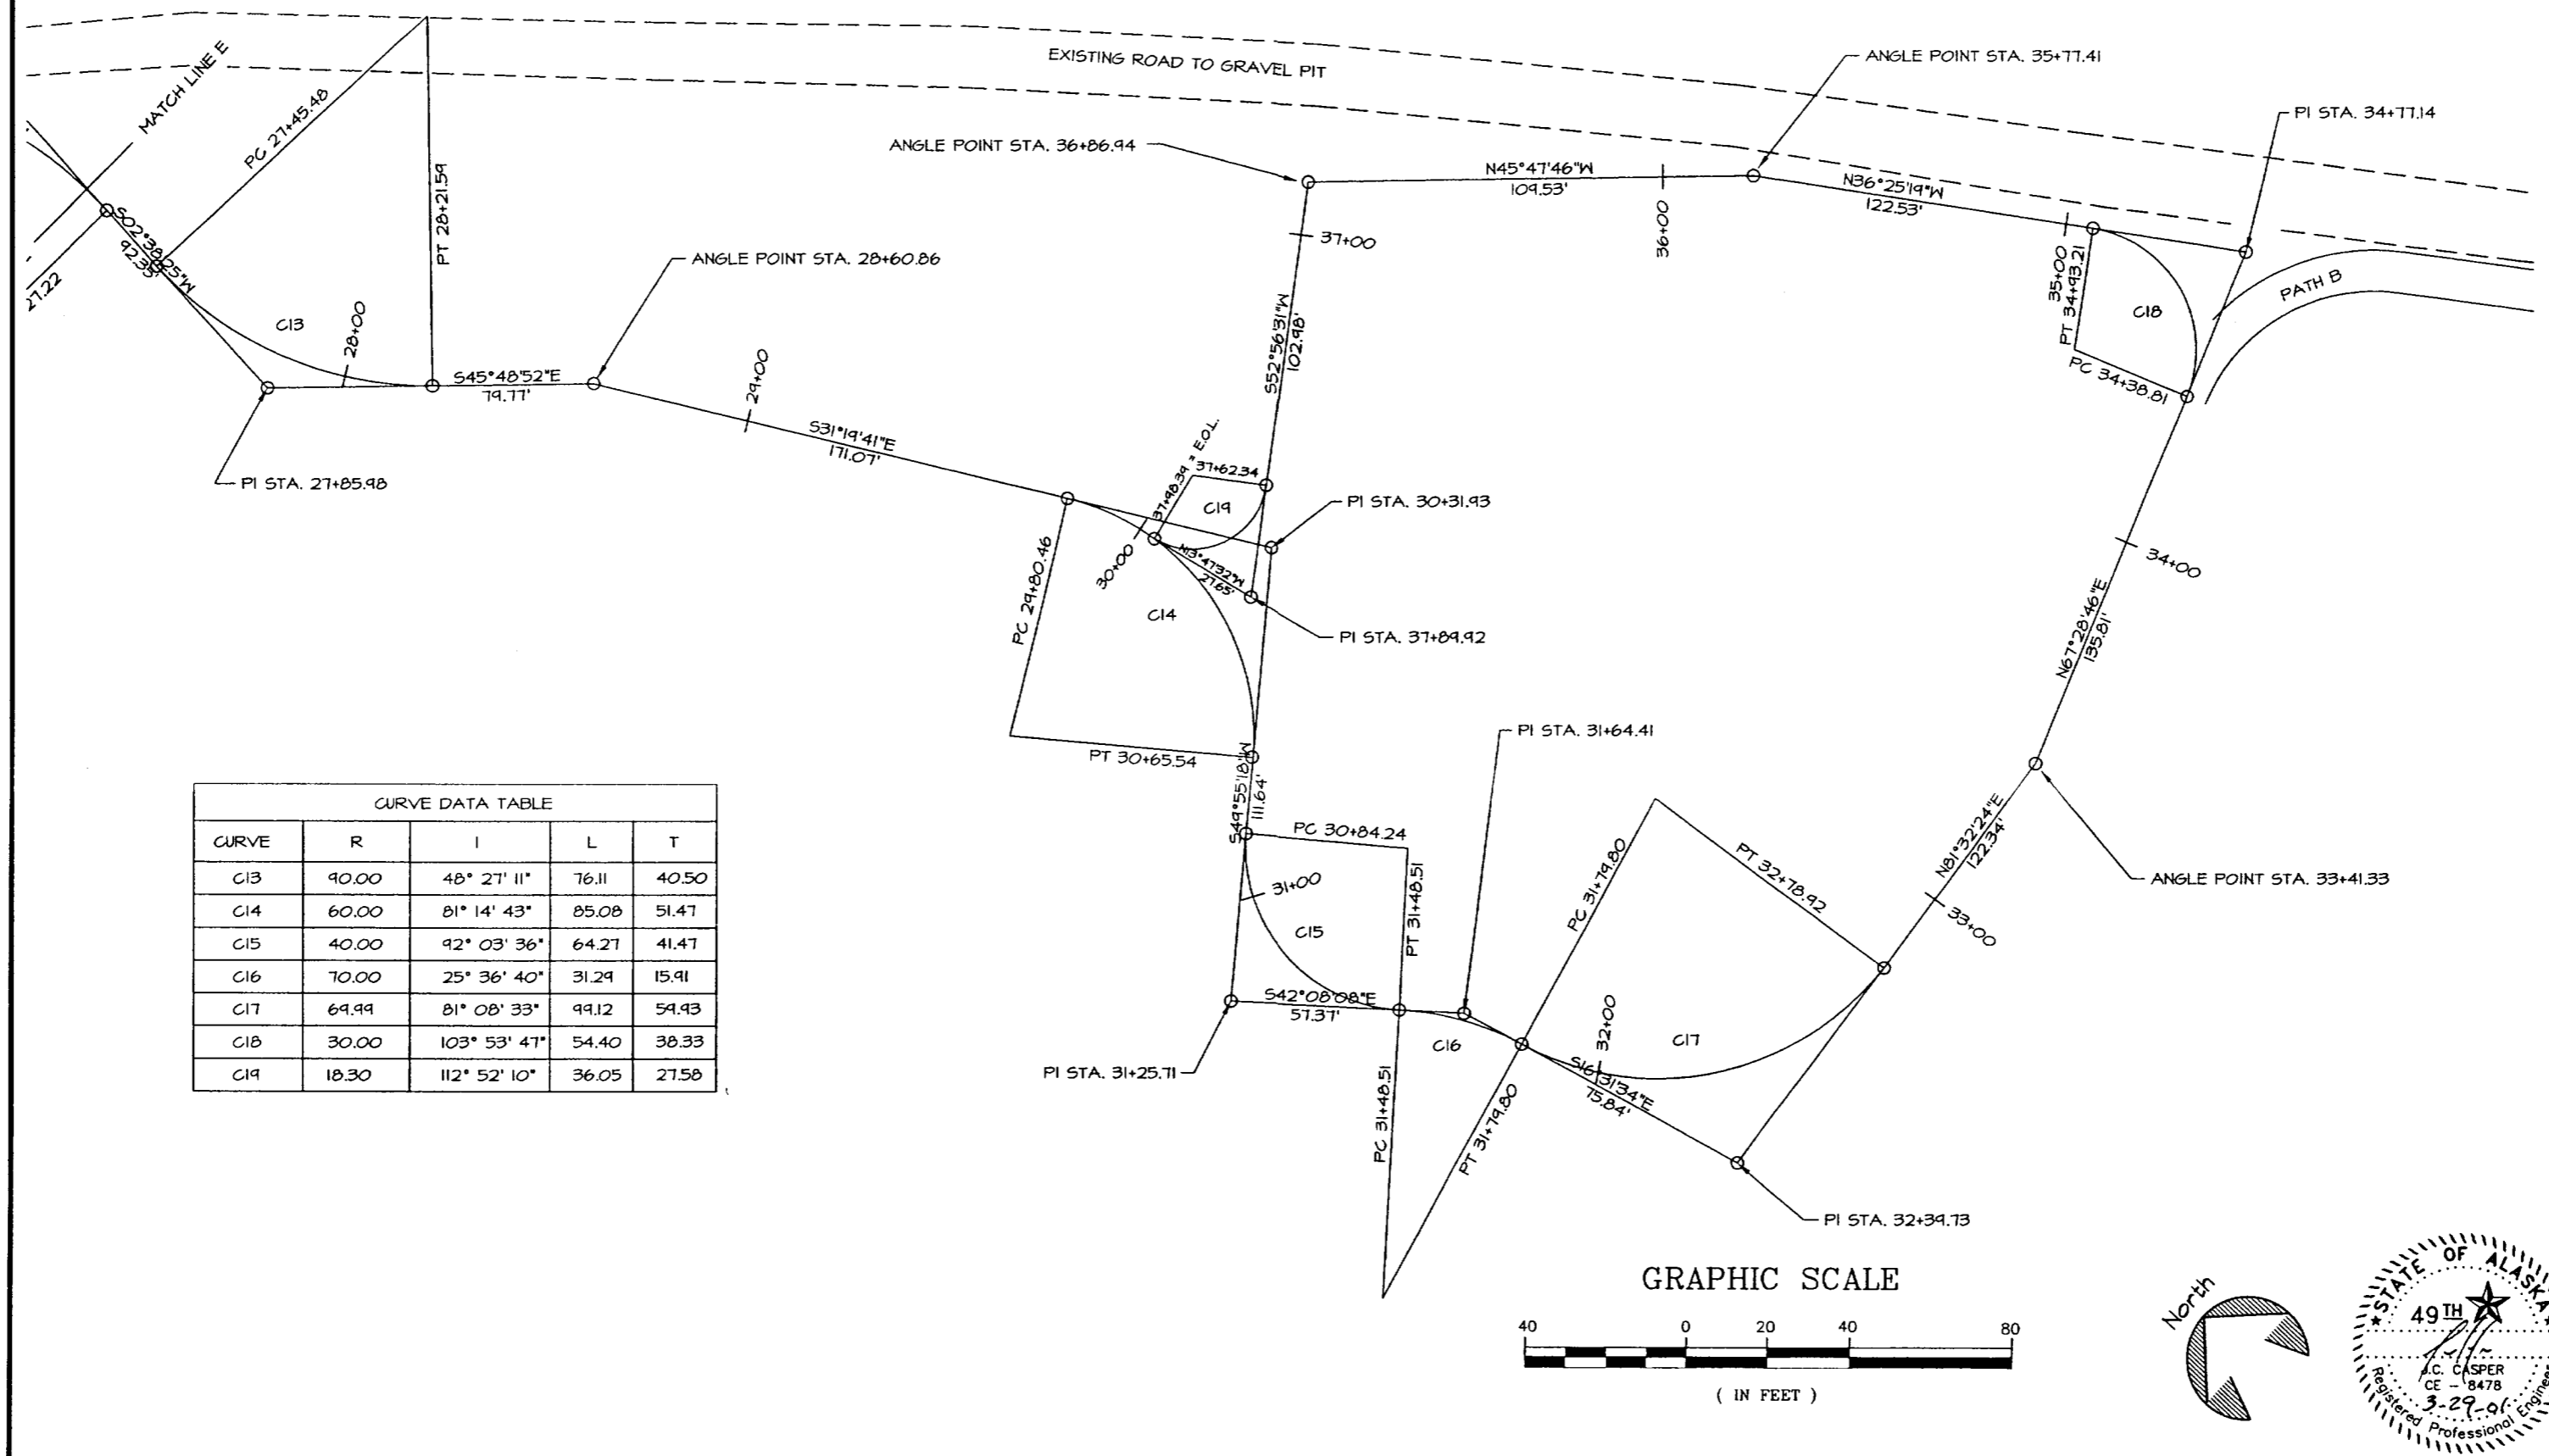 EXISTING ROAD TO GRAVEL PIT
MATCH LINE E
PC 27+45.48
PT 28+21.59
S02°38'25"W
92.35'
27.22
C13
28+00
S45°48'52"E
79.77'
PI STA. 27+85.98
ANGLE POINT STA. 28+60.86
29+00
S31°19'41"E
171.07'
ANGLE POINT STA. 36+86.94
N45°47'46"W
109.53'
36+00
37+00
ANGLE POINT STA. 35+77.41
N36°25'19"W
122.53'
PI STA. 34+77.14
35+00
PT 34+93.21
C18
PC 34+38.81
PATH B
S52°56'31"W
102.98'
37+98.39 " E.O.L.
37+62.34
C19
PI STA. 30+31.93
30+00
N13°47'32"W
27.65'
PI STA. 37+89.92
PC 29+80.46
C14
PT 30+65.54
34+00
N67°28'46"E
135.81'
S49°55'18"W
111.64'
PC 30+84.24
31+00
PT 31+48.51
C15
S42°08'08"E
57.37'
PI STA. 31+25.71
PI STA. 31+64.41
C16
PC 31+48.51
PT 31+79.80
PC 31+79.80
PT 32+78.92
32+00
C17
S16°31'34"E
75.84'
PI STA. 32+39.73
N81°32'24"E
122.34'
33+00
ANGLE POINT STA. 33+41.33
CURVE DATA TABLE
CURVE R I L T
C13 90.00 48° 27' 11" 76.11 40.50
C14 60.00 81° 14' 43" 85.08 51.47
C15 40.00 92° 03' 36" 64.27 41.47
C16 70.00 25° 36' 40" 31.29 15.91
C17 69.99 81° 08' 33" 99.12 59.93
C18 30.00 103° 53' 47" 54.40 38.33
C19 18.30 112° 52' 10" 36.05 27.58
GRAPHIC SCALE
40 0 20 40 80
( IN FEET )
North
STATE OF ALASKA
49TH
J.C. CASPER
CE - 8478
3-29-01
Registered Professional Engineer